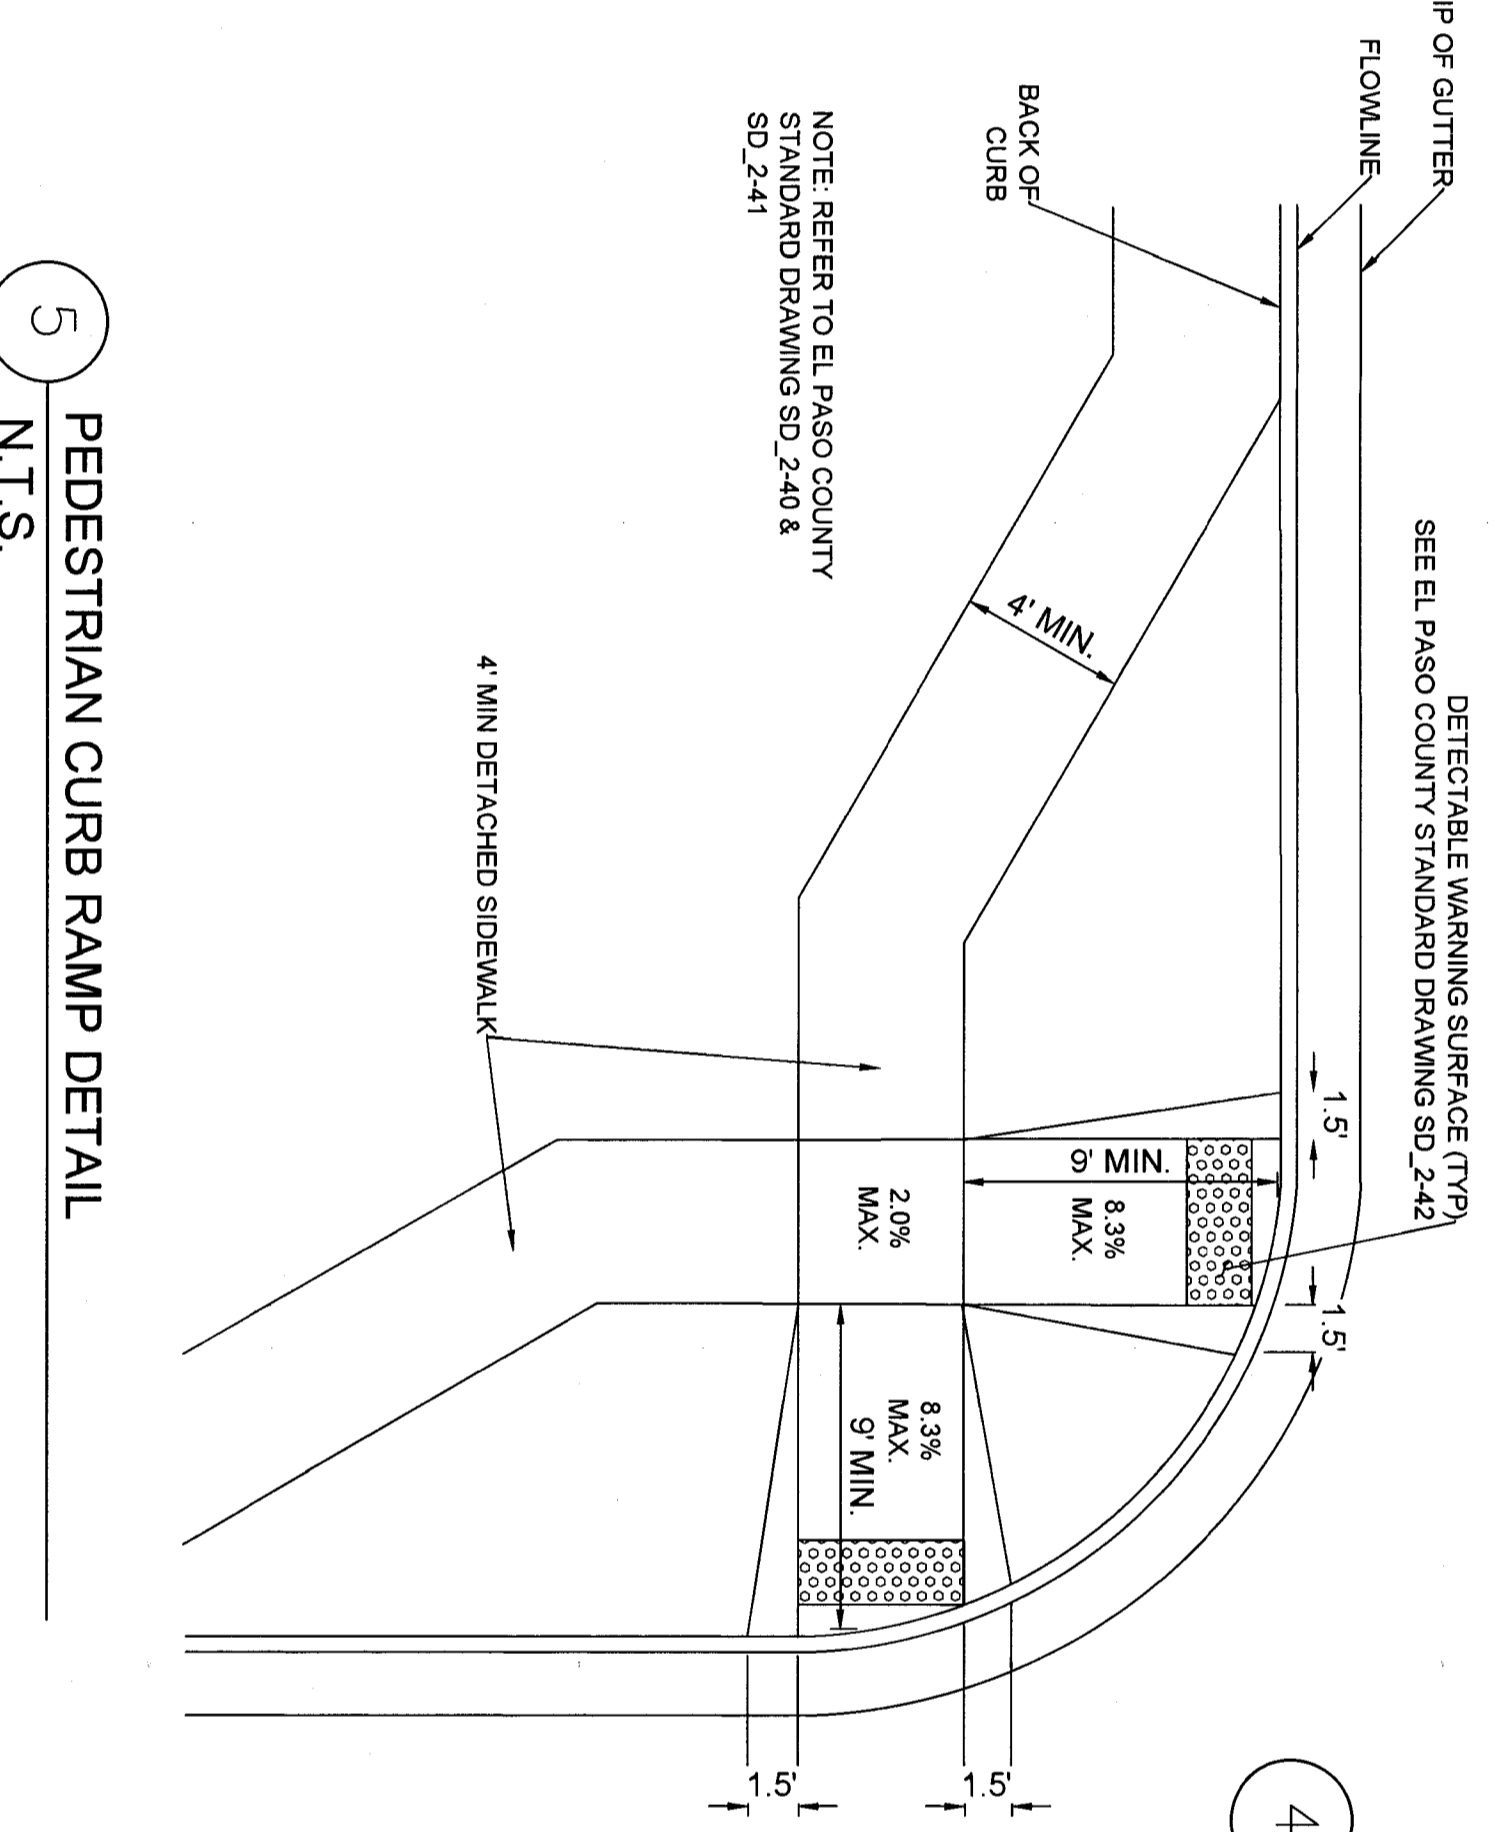 IP OF GUTTER
FLOWLINE
BACK OF
CURB
DETECTABLE WARNING SURFACE (TYP)
SEE EL PASO COUNTY STANDARD DRAWING SD_2-42
NOTE: REFER TO EL PASO COUNTY
STANDARD DRAWING SD_2-40 &
SD_2-41
4' MIN.
4' MIN DETACHED SIDEWALK
1.5'
1.5'
9' MIN.
8.3%
MAX.
2.0%
MAX.
8.3%
MAX.
9' MIN.
1.5'
1.5'
4
5
PEDESTRIAN CURB RAMP DETAIL
N.T.S.